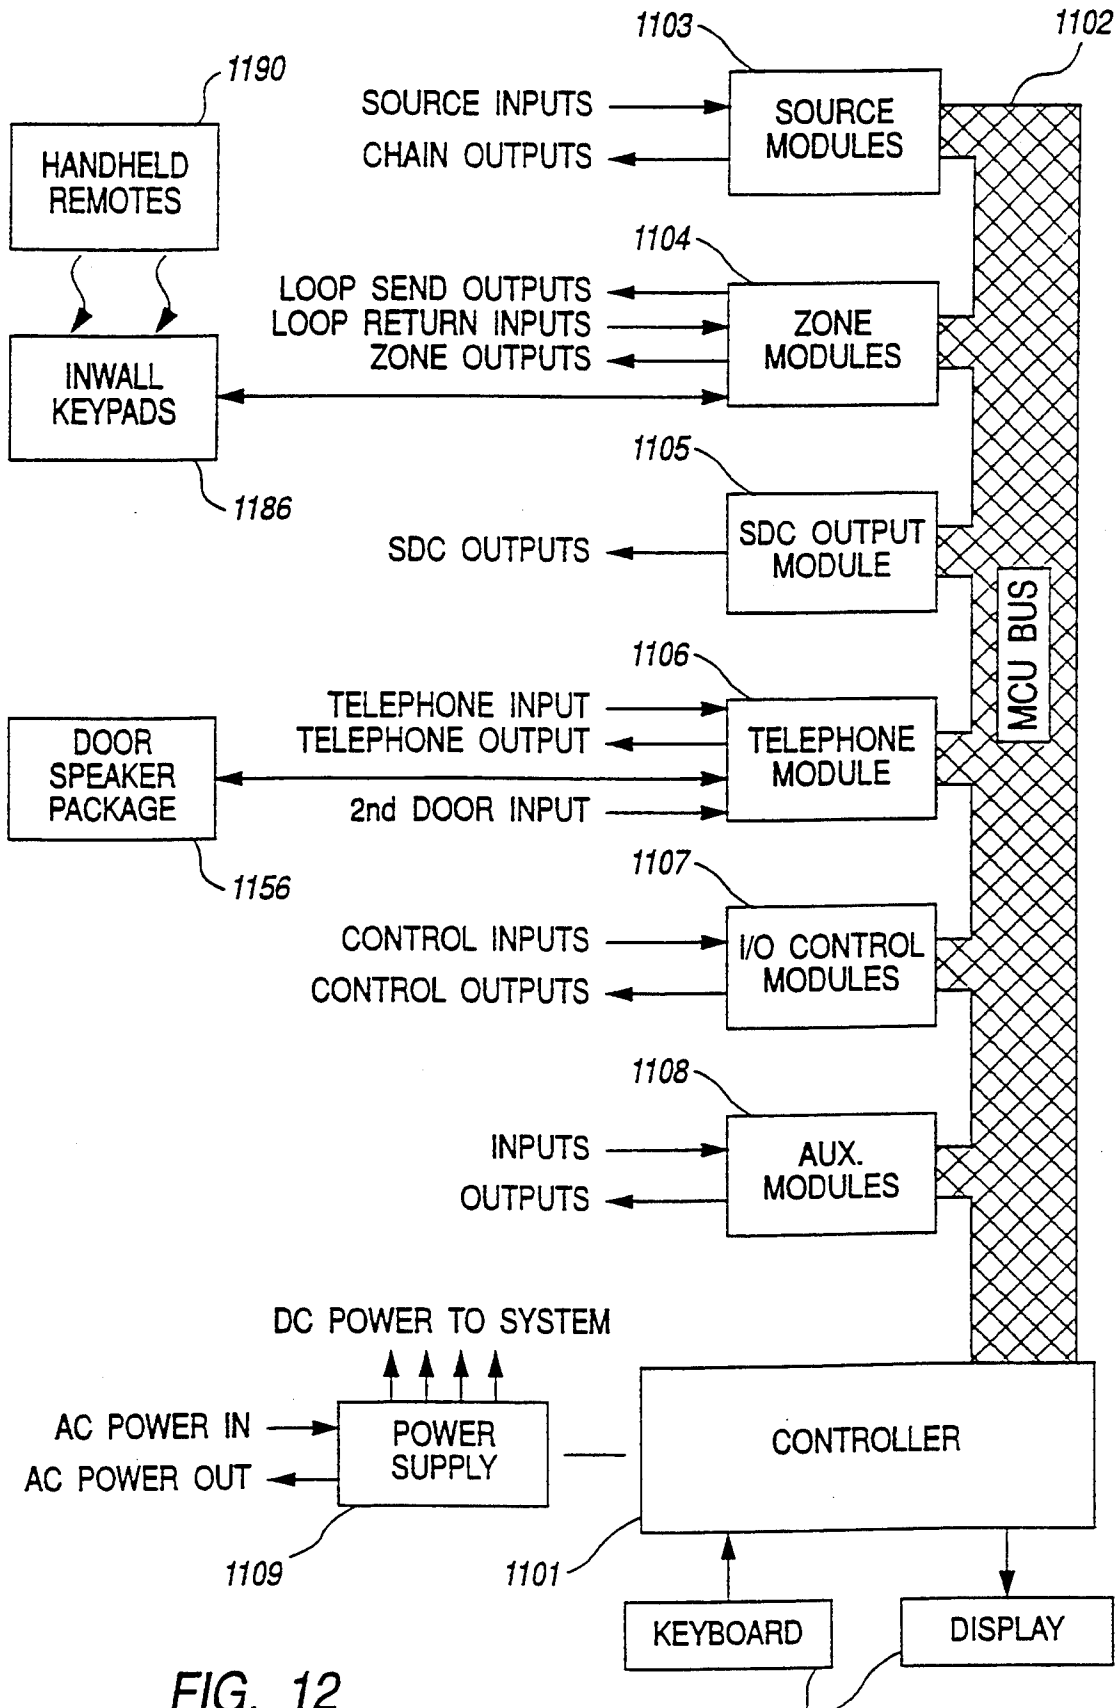 1103
1102
1190
SOURCE INPUTS
SOURCE
MODULES
CHAIN OUTPUTS
HANDHELD
REMOTES
1104
LOOP SEND OUTPUTS
LOOP RETURN INPUTS
ZONE OUTPUTS
ZONE
MODULES
INWALL
KEYPADS
1186
1105
SDC OUTPUTS
SDC OUTPUT
MODULE
MCU BUS
1106
TELEPHONE INPUT
TELEPHONE OUTPUT
2nd DOOR INPUT
TELEPHONE
MODULE
DOOR
SPEAKER
PACKAGE
1156
1107
CONTROL INPUTS
CONTROL OUTPUTS
I/O CONTROL
MODULES
1108
INPUTS
OUTPUTS
AUX.
MODULES
DC POWER TO SYSTEM
AC POWER IN
AC POWER OUT
POWER
SUPPLY
CONTROLLER
1109
1101
KEYBOARD
DISPLAY
FIG. 12